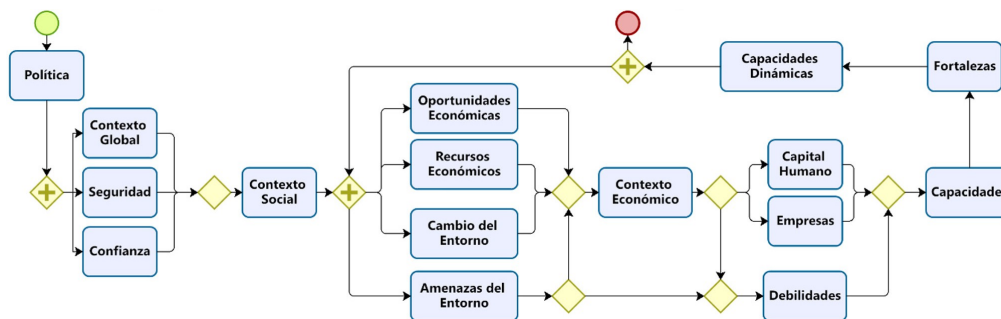 Política
Contexto
Global
Seguridad
Confianza
Contexto
Social
Oportunidades
Económicas
Recursos
Económicos
Cambio del
Entorno
Amenazas del
Entorno
Contexto
Económico
Capital
Humano
Empresas
Debilidades
Capacidades
Fortalezas
Capacidades
Dinámicas